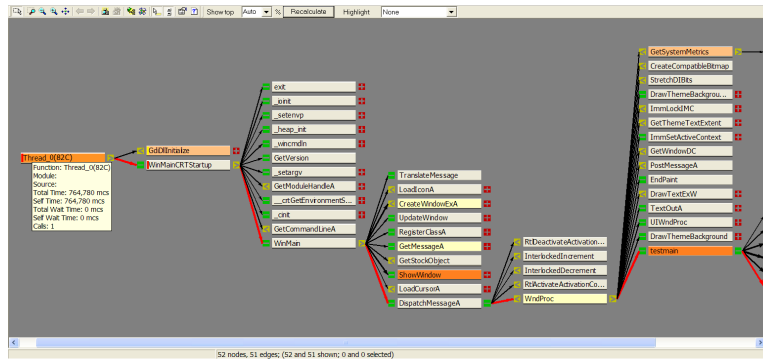 Show top Auto % Recalculate Highlight None
Thread_0(82C)
Function: Thread_0(82C)
Module:
Source:
Total Time: 764,780 mcs
Self Time: 764,780 mcs
Total Wait Time: 0 mcs
Self Wait Time: 0 mcs
Calls: 1
GdiDllInitialize
WinMainCRTStartup
exit
_ioinit
_setenvp
_heap_init
_wincmdln
GetVersion
_setargv
GetModuleHandleA
__crtGetEnvironmentS...
_cinit
GetCommandLineA
WinMain
TranslateMessage
LoadIconA
CreateWindowExA
UpdateWindow
RegisterClassA
GetMessageA
GetStockObject
ShowWindow
LoadCursorA
DispatchMessageA
RtlDeactivateActivation...
InterlockedIncrement
InterlockedDecrement
RtlActivateActivationCo...
WndProc
GetSystemMetrics
CreateCompatibleBitmap
StretchDIBits
DrawThemeBackgrou...
ImmLockIMC
GetThemeTextExtent
ImmSetActiveContext
GetWindowDC
PostMessageA
EndPaint
DrawTextExW
TextOutA
UIWndProc
DrawThemeBackground
testmain
52 nodes, 51 edges; (52 and 51 shown; 0 and 0 selected)